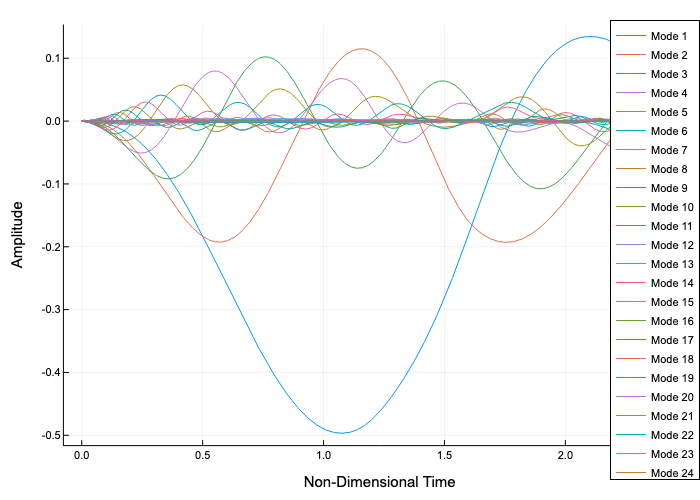 0.1
0.0
-0.1
-0.2
-0.3
-0.4
-0.5
Amplitude
0.0 0.5 1.0 1.5 2.0
Non-Dimensional Time
Mode 1
Mode 2
Mode 3
Mode 4
Mode 5
Mode 6
Mode 7
Mode 8
Mode 9
Mode 10
Mode 11
Mode 12
Mode 13
Mode 14
Mode 15
Mode 16
Mode 17
Mode 18
Mode 19
Mode 20
Mode 21
Mode 22
Mode 23
Mode 24